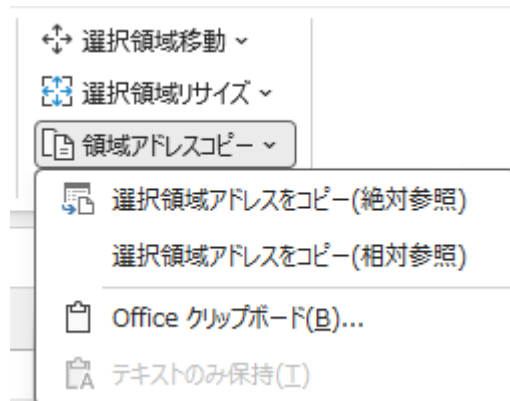 選択領域移動
選択領域リサイズ
領域アドレスコピー
選択領域アドレスをコピー(絶対参照)
選択領域アドレスをコピー(相対参照)
Office クリップボード(B)...
テキストのみ保持(T)